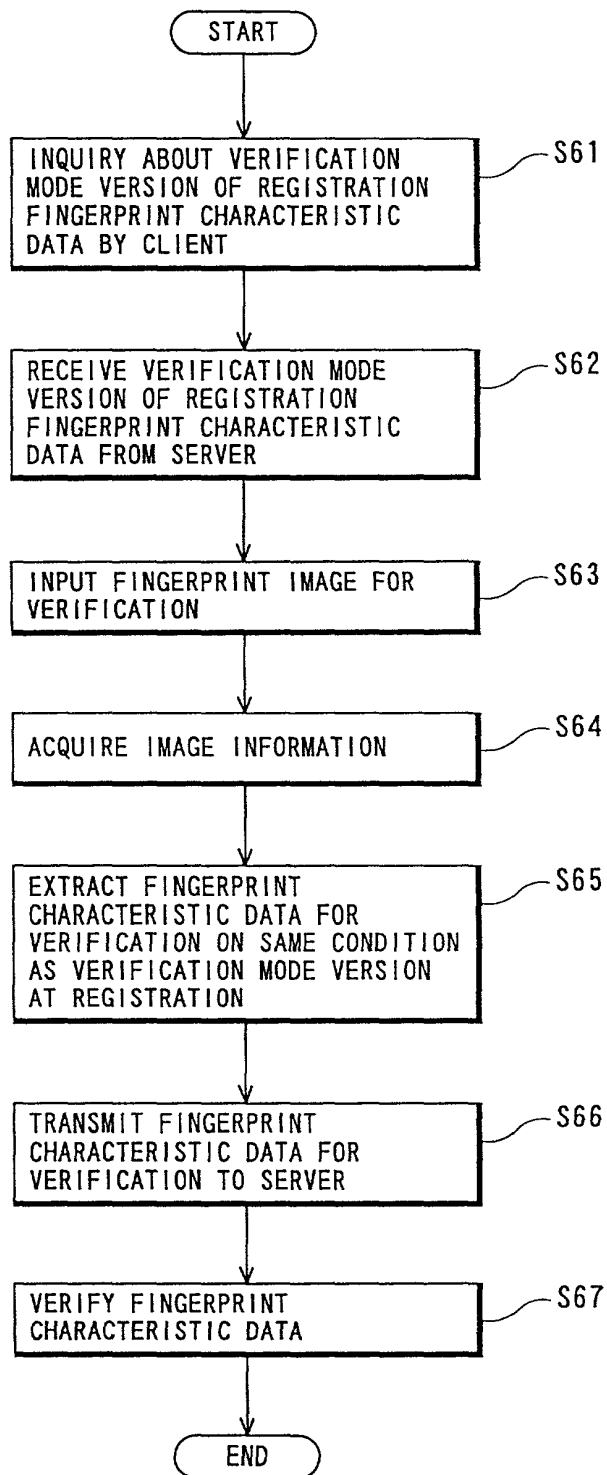 START
INQUIRY ABOUT VERIFICATION
MODE VERSION OF REGISTRATION
FINGERPRINT CHARACTERISTIC
DATA BY CLIENT
S61
RECEIVE VERIFICATION MODE
VERSION OF REGISTRATION
FINGERPRINT CHARACTERISTIC
DATA FROM SERVER
S62
INPUT FINGERPRINT IMAGE FOR
VERIFICATION
S63
ACQUIRE IMAGE INFORMATION
S64
EXTRACT FINGERPRINT
CHARACTERISTIC DATA FOR
VERIFICATION ON SAME CONDITION
AS VERIFICATION MODE VERSION
AT REGISTRATION
S65
TRANSMIT FINGERPRINT
CHARACTERISTIC DATA FOR
VERIFICATION TO SERVER
S66
VERIFY FINGERPRINT
CHARACTERISTIC DATA
S67
END